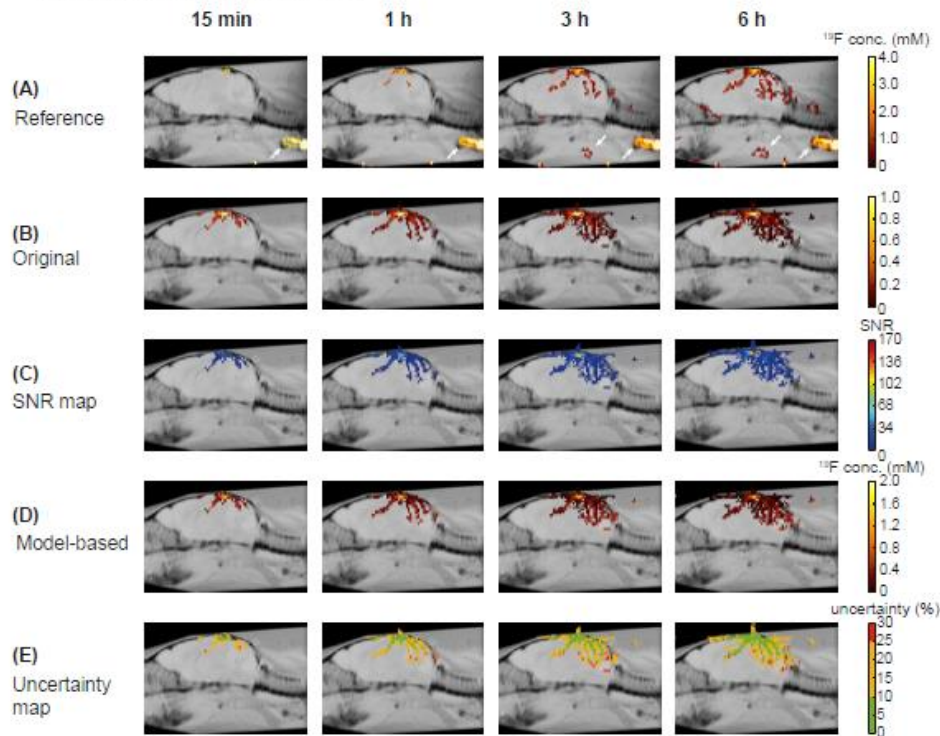 15 min 1 h 3 h 6 h
¹⁹F conc. (mM)
(A)
Reference
4.0
3.0
2.0
1.0
0
(B)
Original
1.0
0.8
0.6
0.4
0.2
0
SNR
(C)
SNR map
170
136
102
68
34
0
¹⁹F conc. (mM)
(D)
Model-based
2.0
1.6
1.2
0.8
0.4
0
uncertainty (%)
(E)
Uncertainty
map
30
25
20
15
10
5
0%